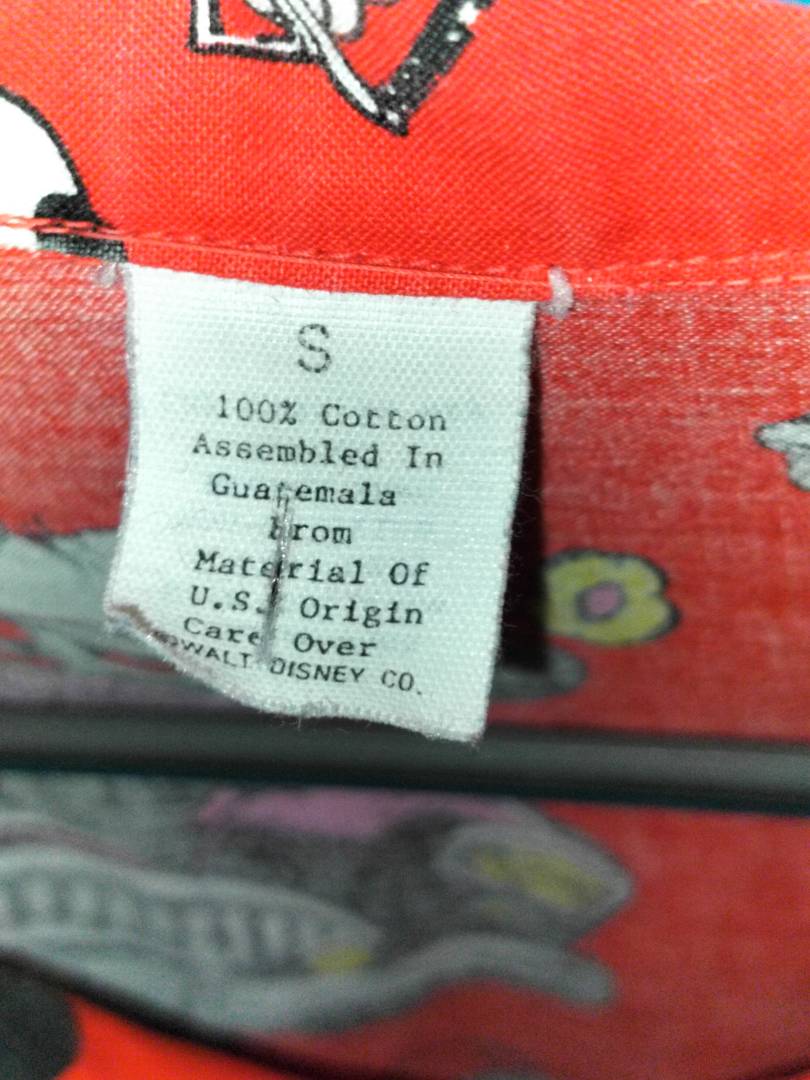 S
100% Cotton
Assembled In
Guatemala
From
Material Of
U.S. Origin
Care Over
©WALT DISNEY CO.